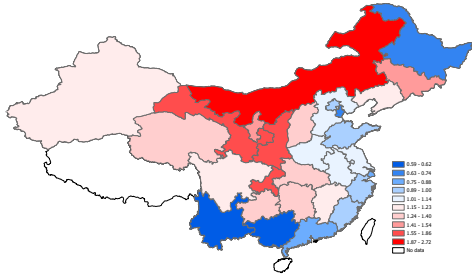 0.59 - 0.62
0.63 - 0.74
0.75 - 0.88
0.89 - 1.00
1.01 - 1.14
1.15 - 1.23
1.24 - 1.40
1.41 - 1.54
1.55 - 1.86
1.87 - 2.72
No data